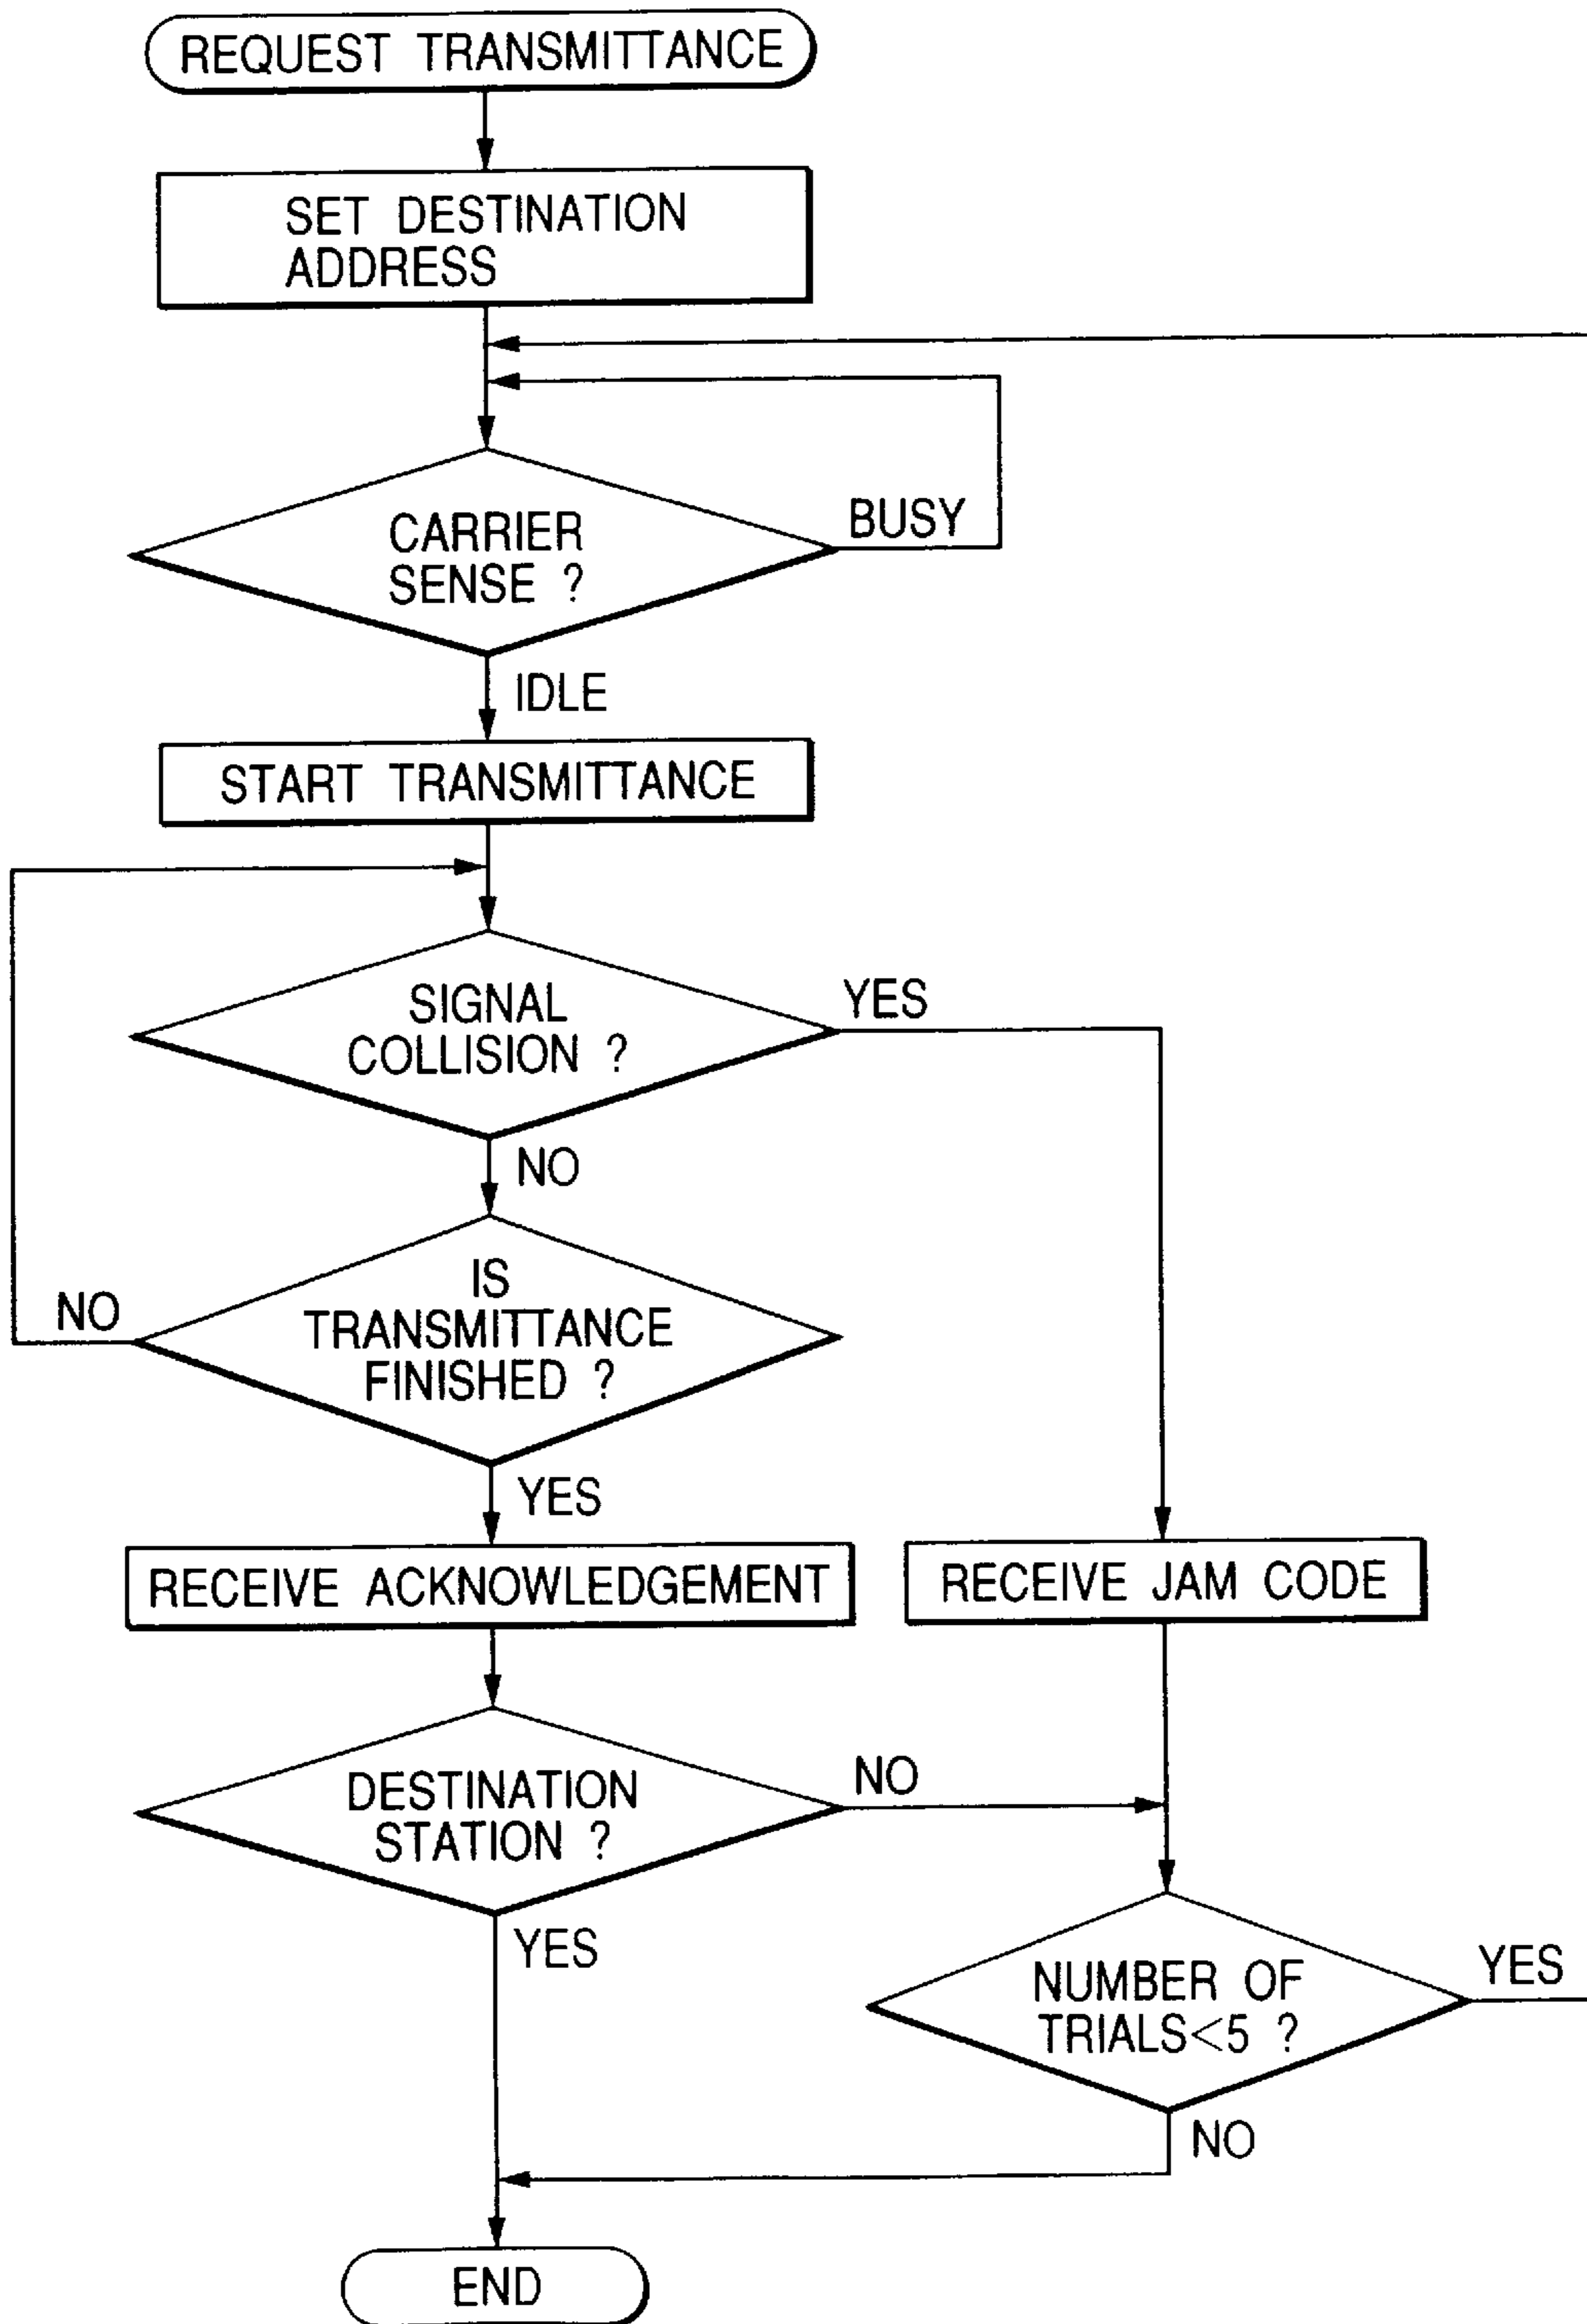 REQUEST TRANSMITTANCE
SET DESTINATION
ADDRESS
CARRIER
SENSE ?
BUSY
IDLE
START TRANSMITTANCE
SIGNAL
COLLISION ?
YES
NO
IS
TRANSMITTANCE
FINISHED ?
NO
YES
RECEIVE ACKNOWLEDGEMENT
RECEIVE JAM CODE
DESTINATION
STATION ?
NO
YES
NUMBER OF
TRIALS<5 ?
YES
NO
END